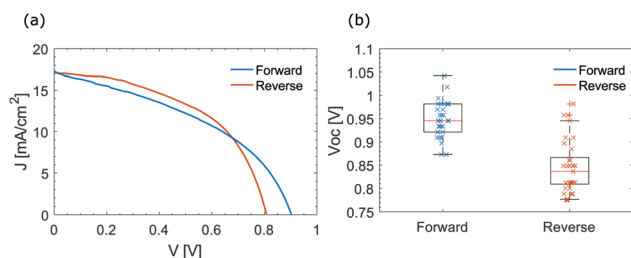 (a)
J [mA/cm²]
20
15
10
5
0
0
0.2
0.4
0.6
0.8
1
V [V]
Forward
Reverse
(b)
Voc [V]
1.1
1.05
1
0.95
0.9
0.85
0.8
0.75
Forward
Reverse
Forward
Reverse